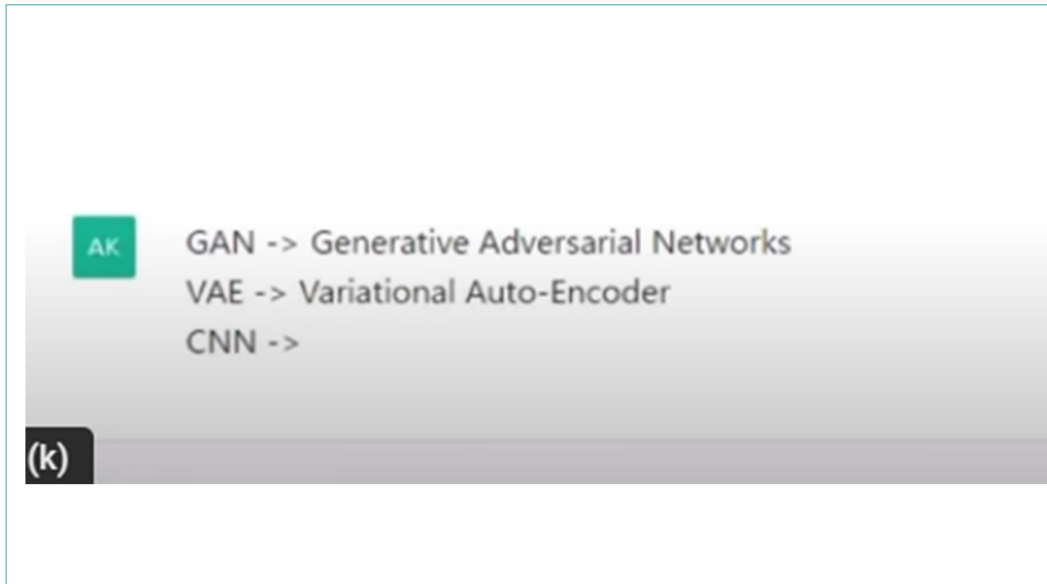 AK
GAN -> Generative Adversarial Networks
VAE -> Variational Auto-Encoder
CNN ->
(k)